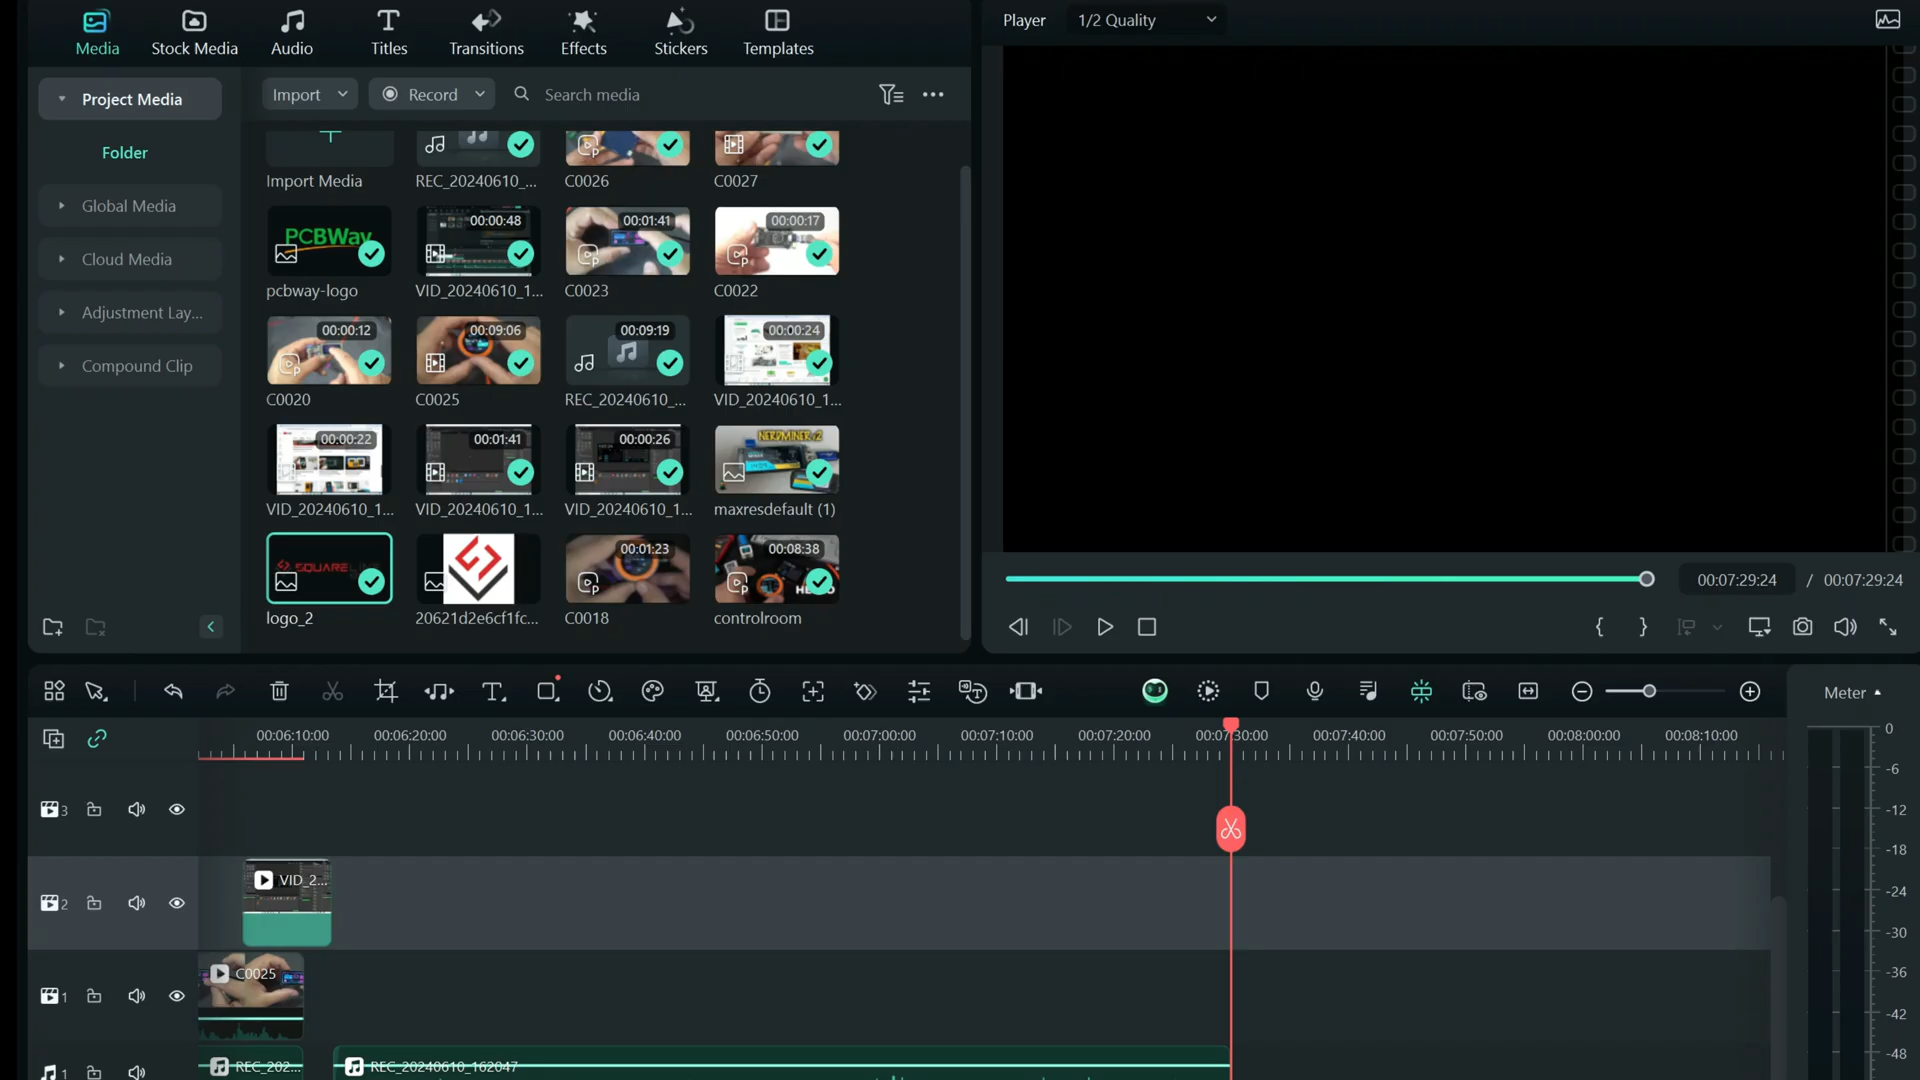 Media
Stock Media
Audio
Titles
Transitions
Effects
Stickers
Templates
Player
1/2 Quality
Project Media
Import
Record
Search media
Folder
Global Media
Cloud Media
Adjustment Lay...
Compound Clip
Import Media
REC_20240610_...
C0026
C0027
PCBWay
00:00:48
00:01:41
00:00:17
pcbway-logo
VID_20240610_1...
C0023
C0022
00:00:12
00:09:06
00:09:19
00:00:24
C0020
C0025
REC_20240610_...
VID_20240610_1...
00:00:22
00:01:41
00:00:26
NERDMINER v2
VID_20240610_1...
VID_20240610_1...
VID_20240610_1...
maxresdefault (1)
SQUARELINE
00:01:23
00:08:38
logo_2
20621d2e6cf1fc...
C0018
controlroom
00:07:29:24 / 00:07:29:24
Meter
00:06:10:00
00:06:20:00
00:06:30:00
00:06:40:00
00:06:50:00
00:07:00:00
00:07:10:00
00:07:20:00
00:07:30:00
00:07:40:00
00:07:50:00
00:08:00:00
00:08:10:00
0
-6
-12
-18
-24
-30
-36
-42
-48
3
2
VID_2...
1
C0025
1
REC_202...
REC_20240610_162047